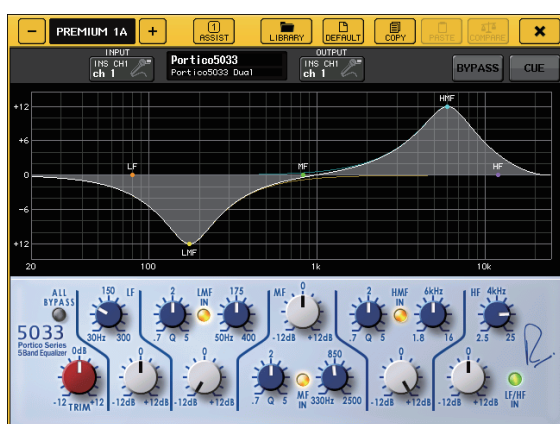 PREMIUM 1A
1
ASSIST
LIBRARY
DEFAULT
COPY
PASTE
COMPARE
INPUT
INS CH1
ch 1
Portico5033
Portico5033 Dual
OUTPUT
INS CH1
ch 1
BYPASS
CUE
+12
+6
0
-6
+12
LF
LMF
MF
HMF
HF
20 100 1k 10k
ALL BYPASS
150 LF
30Hz 300
2
.7 Q 5
LMF IN
175
50Hz 400
MF 0
-12dB +12dB
2
.7 Q 5
HMF IN
6kHz
1.8 16
HF 4kHz
2.5 25
5033
Portico Series
5Band Equalizer
0dB
-12 TRIM +12
0
-12dB +12dB
0
-12dB +12dB
2
.7 Q 5
MF IN
850
330Hz 2500
0
-12dB +12dB
0
-12dB +12dB
LF/HF IN